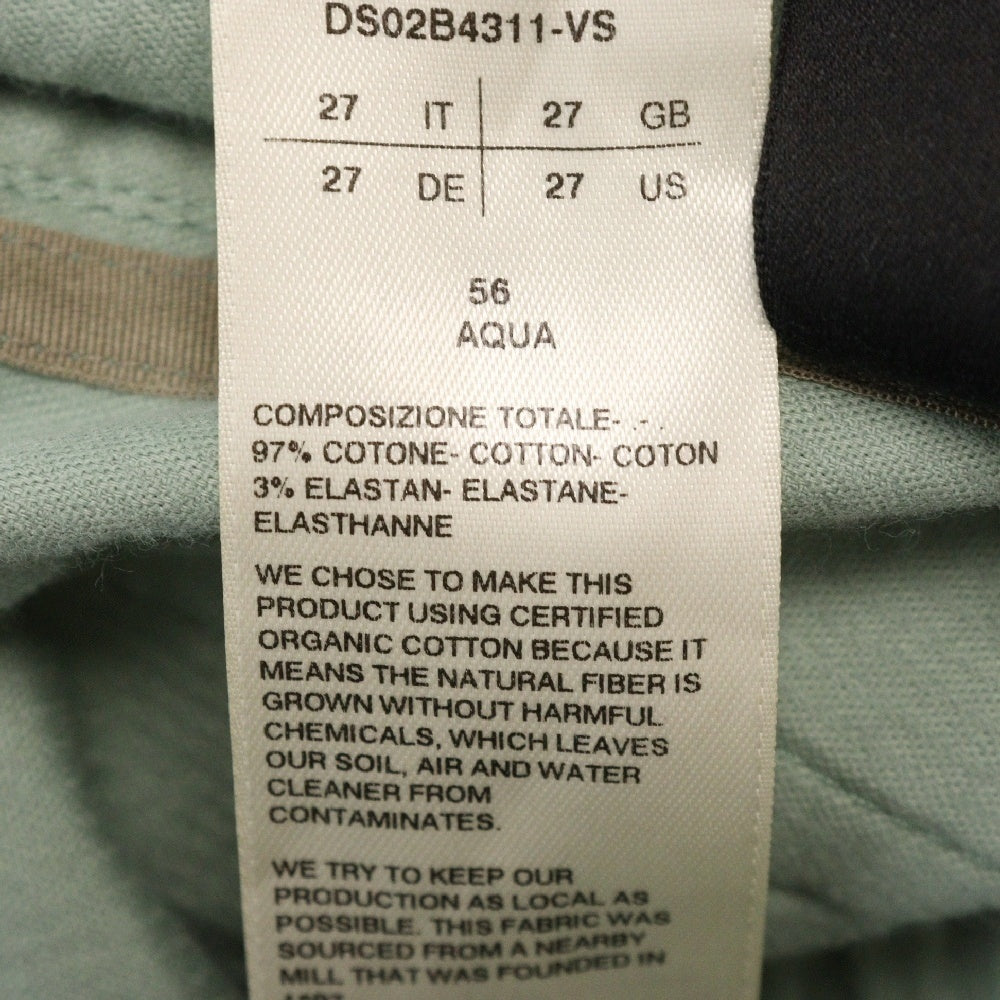 DS02B4311-VS
27 IT 27 GB
27 DE 27 US
56
AQUA
COMPOSIZIONE TOTALE- .- .
97% COTONE- COTTON- COTON
3% ELASTAN- ELASTANE-
ELASTHANNE
WE CHOSE TO MAKE THIS
PRODUCT USING CERTIFIED
ORGANIC COTTON BECAUSE IT
MEANS THE NATURAL FIBER IS
GROWN WITHOUT HARMFUL
CHEMICALS, WHICH LEAVES
OUR SOIL, AIR AND WATER
CLEANER FROM
CONTAMINATES.
WE TRY TO KEEP OUR
PRODUCTION AS LOCAL AS
POSSIBLE. THIS FABRIC WAS
SOURCED FROM A NEARBY
MILL THAT WAS FOUNDED IN